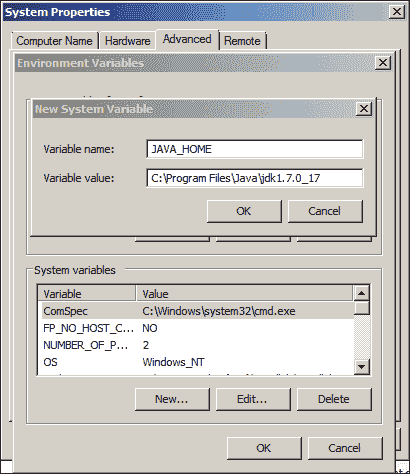 System Properties
Computer Name Hardware Advanced Remote
Environment Variables
New System Variable
Variable name: JAVA_HOME
Variable value: C:\Program Files\Java\jdk1.7.0_17
OK Cancel
System variables
Variable Value
ComSpec C:\Windows\system32\cmd.exe
FP_NO_HOST_C... NO
NUMBER_OF_P... 2
OS Windows_NT
New... Edit... Delete
OK Cancel